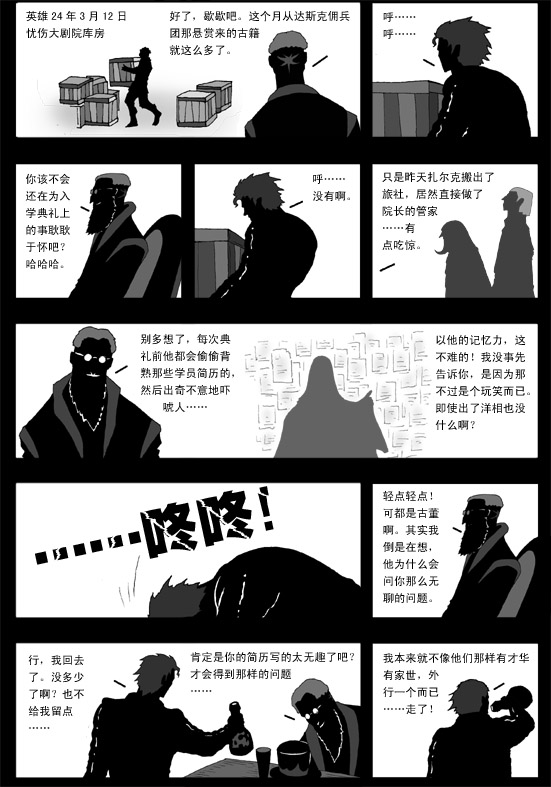 英雄 24 年 3 月 12 日
忧伤大剧院库房
好了，歇歇吧。这个月从达斯克佣兵
团那悬赏来的古籍
就这么多了。
呼……
呼……
你该不会
还在为入
学典礼上
的事耿耿
于怀吧？
哈哈哈。
呼……
没有啊。
只是昨天扎尔克搬出了
旅社，居然直接做了
院长的管家
……有
点吃惊。
别多想了，每次典
礼前他都会偷偷背
熟那些学员简历的，
然后出奇不意地吓
唬人……
以他的记忆力，这
不难的！我没事先
告诉你，是因为那
不过是个玩笑而已。
即使出了洋相也没
什么啊？
……咚咚！
轻点轻点！
可都是古董
啊。其实我
倒是在想，
他为什么会
问你那么无
聊的问题。
行，我回去
了。没多少
了啊？也不
给我留点
……
肯定是你的简历写的太无趣了吧？
才会得到那样的问题
……
我本来就不像他们那样有才华
有家世，外
行一个而已
……走了！